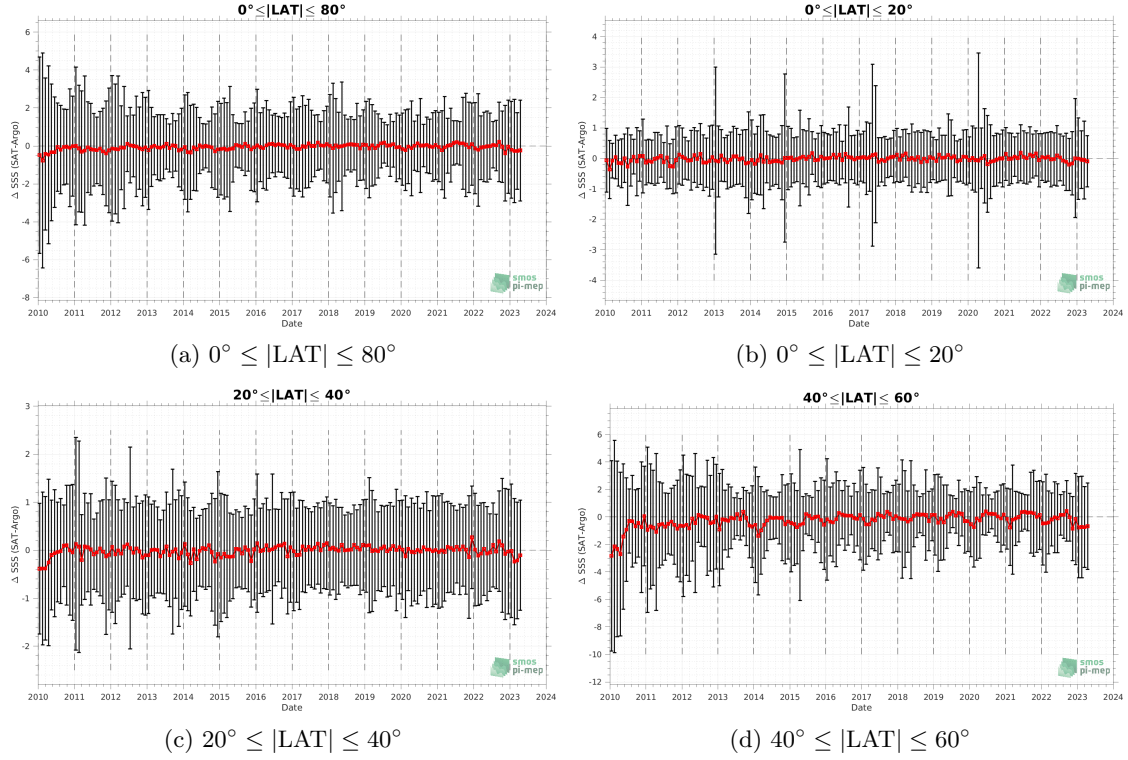 0°≤|LAT|≤ 80°
Δ SSS (SAT-Argo)
6
4
2
0
-2
-4
-6
-8
2010 2011 2012 2013 2014 2015 2016 2017 2018 2019 2020 2021 2022 2023 2024
Date
smos
pi-mep
(a) 0° ≤ |LAT| ≤ 80°
0°≤|LAT|≤ 20°
Δ SSS (SAT-Argo)
4
3
2
1
0
-1
-2
-3
-4
2010 2011 2012 2013 2014 2015 2016 2017 2018 2019 2020 2021 2022 2023 2024
Date
smos
pi-mep
(b) 0° ≤ |LAT| ≤ 20°
20°≤|LAT|≤ 40°
Δ SSS (SAT-Argo)
3
2
1
0
-1
-2
2010 2011 2012 2013 2014 2015 2016 2017 2018 2019 2020 2021 2022 2023 2024
Date
smos
pi-mep
(c) 20° ≤ |LAT| ≤ 40°
40°≤|LAT|≤ 60°
Δ SSS (SAT-Argo)
6
4
2
0
-2
-4
-6
-8
-10
-12
2010 2011 2012 2013 2014 2015 2016 2017 2018 2019 2020 2021 2022 2023 2024
Date
smos
pi-mep
(d) 40° ≤ |LAT| ≤ 60°